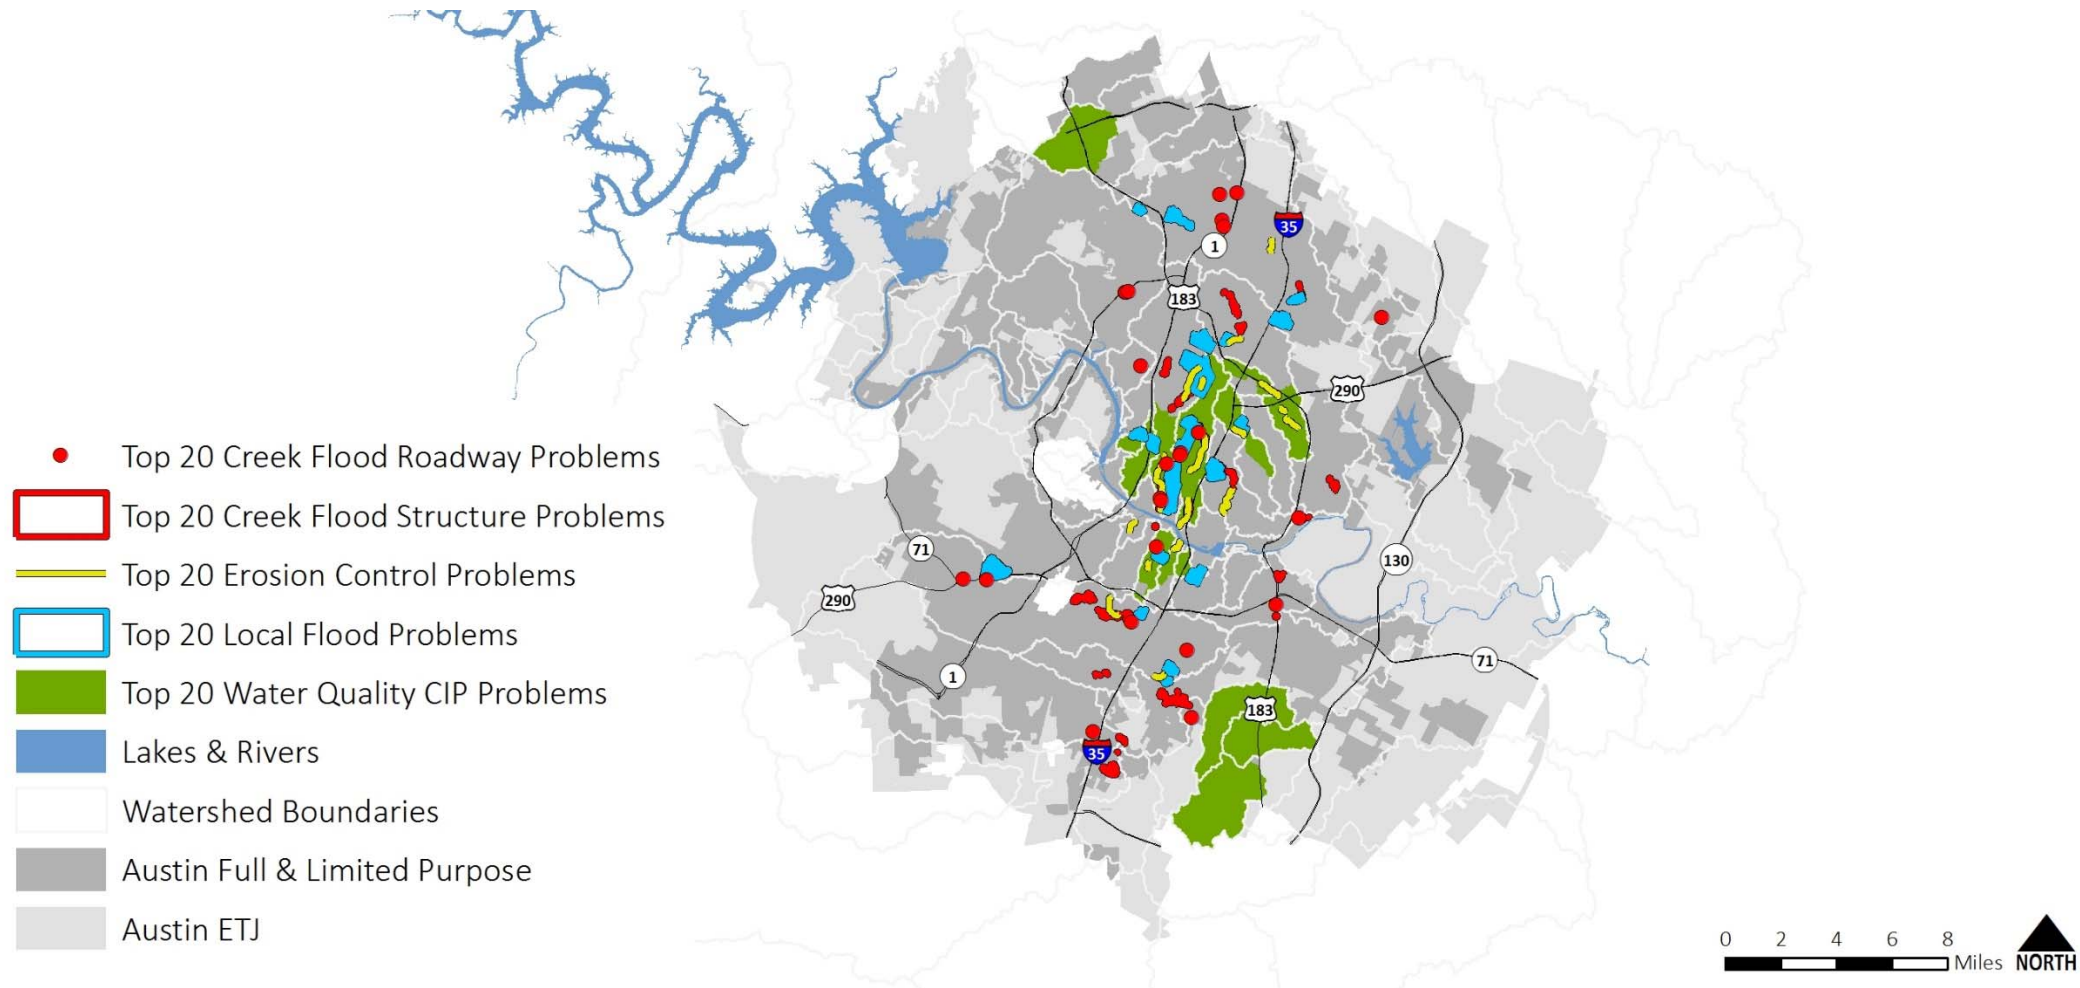 Top 20 Creek Flood Roadway Problems
Top 20 Creek Flood Structure Problems
Top 20 Erosion Control Problems
Top 20 Local Flood Problems
Top 20 Water Quality CIP Problems
Lakes & Rivers
Watershed Boundaries
Austin Full & Limited Purpose
Austin ETJ
35
1
183
290
71
130
290
71
1
183
35
0 2 4 6 8
Miles
NORTH